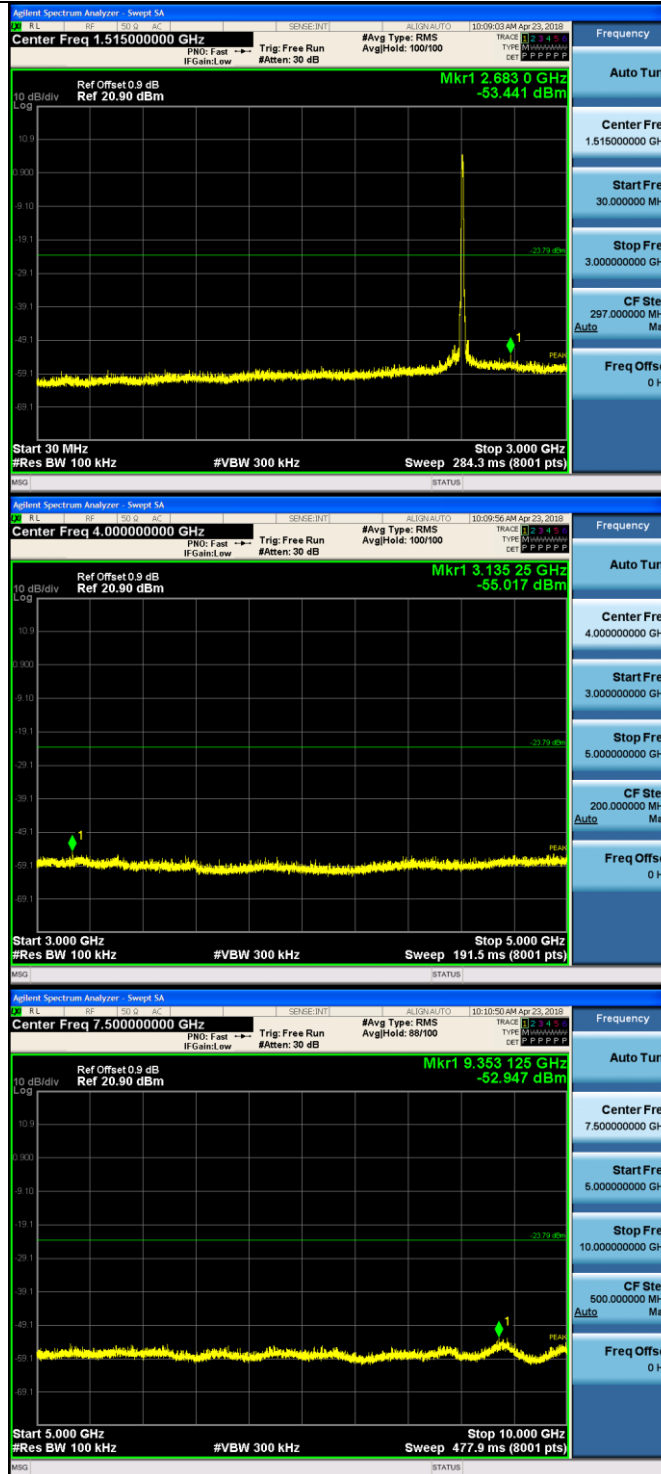 Agilent Spectrum Analyzer - Swept SA
RL RF 50 Ω AC SENSE:INT ALIGN AUTO 10:09:03 AM Apr 23, 2018
Center Freq 1.515000000 GHz
PNO: Fast
IFGain:Low
Trig: Free Run
#Atten: 30 dB
#Avg Type: RMS
Avg|Hold: 100/100
TRACE 1 2 3 4 5 6
TYPE M W W W W W
DET P P P P P P
Frequency
Mkr1 2.683 0 GHz
-53.441 dBm
Ref Offset 0.9 dB
10 dB/div Ref 20.90 dBm
Log
10.9
0.900
-9.10
-19.1
-23.79 dBm
-29.1
-39.1
-49.1
1
PEAK
-59.1
-69.1
Start 30 MHz Stop 3.000 GHz
#Res BW 100 kHz #VBW 300 kHz Sweep 284.3 ms (8001 pts)
MSG STATUS
Auto Tun
Center Fre
1.515000000 GH
Start Fre
30.000000 MH
Stop Fre
3.000000000 GH
CF Ste
297.000000 MH
Auto Ma
Freq Offse
0 H
Agilent Spectrum Analyzer - Swept SA
RL RF 50 Ω AC SENSE:INT ALIGN AUTO 10:09:56 AM Apr 23, 2018
Center Freq 4.000000000 GHz
PNO: Fast
IFGain:Low
Trig: Free Run
#Atten: 30 dB
#Avg Type: RMS
Avg|Hold: 100/100
TRACE 1 2 3 4 5 6
TYPE M W W W W W
DET P P P P P P
Frequency
Mkr1 3.135 25 GHz
-55.017 dBm
Ref Offset 0.9 dB
10 dB/div Ref 20.90 dBm
Log
10.9
0.900
-9.10
-19.1
-23.79 dBm
-29.1
-39.1
-49.1
1
PEAK
-59.1
-69.1
Start 3.000 GHz Stop 5.000 GHz
#Res BW 100 kHz #VBW 300 kHz Sweep 191.5 ms (8001 pts)
MSG STATUS
Auto Tun
Center Fre
4.000000000 GH
Start Fre
3.000000000 GH
Stop Fre
5.000000000 GH
CF Ste
200.000000 MH
Auto Ma
Freq Offse
0 H
Agilent Spectrum Analyzer - Swept SA
RL RF 50 Ω AC SENSE:INT ALIGN AUTO 10:10:50 AM Apr 23, 2018
Center Freq 7.500000000 GHz
PNO: Fast
IFGain:Low
Trig: Free Run
#Atten: 30 dB
#Avg Type: RMS
Avg|Hold: 88/100
TRACE 1 2 3 4 5 6
TYPE M W W W W W
DET P P P P P P
Frequency
Mkr1 9.353 125 GHz
-52.947 dBm
Ref Offset 0.9 dB
10 dB/div Ref 20.90 dBm
Log
10.9
0.900
-9.10
-19.1
-23.79 dBm
-29.1
-39.1
-49.1
1
PEAK
-59.1
-69.1
Start 5.000 GHz Stop 10.000 GHz
#Res BW 100 kHz #VBW 300 kHz Sweep 477.9 ms (8001 pts)
MSG STATUS
Auto Tun
Center Fre
7.500000000 GH
Start Fre
5.000000000 GH
Stop Fre
10.000000000 GH
CF Ste
500.000000 MH
Auto Ma
Freq Offse
0 H